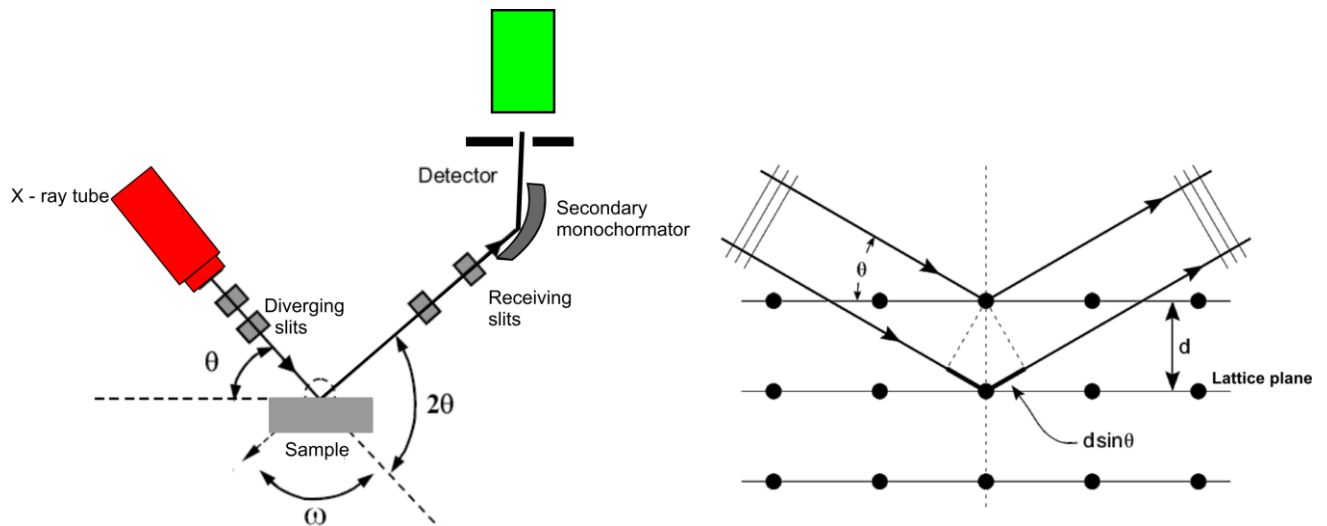 X - ray tube
Detector
Secondary
monochormator
Diverging
slits
Receiving
slits
θ
2θ
Sample
ω
θ
d
Lattice plane
dsinθ